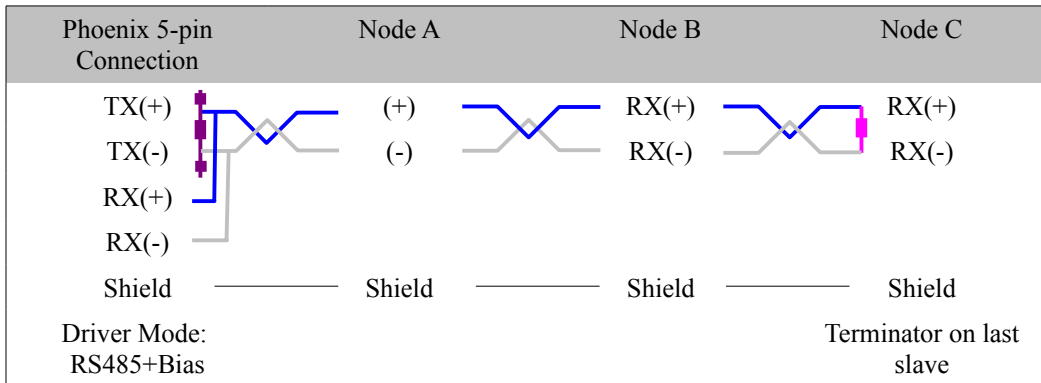 Phoenix 5-pin Connection Node A Node B Node C
TX(+) (+) RX(+) RX(+)
TX(-) (-) RX(-) RX(-)
RX(+)
RX(-)
Shield Shield Shield Shield
Driver Mode: RS485+Bias Terminator on last slave